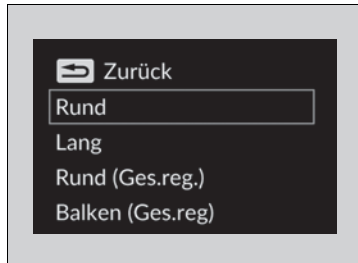 Zurück
Rund
Lang
Rund (Ges.reg.)
Balken (Ges.reg)